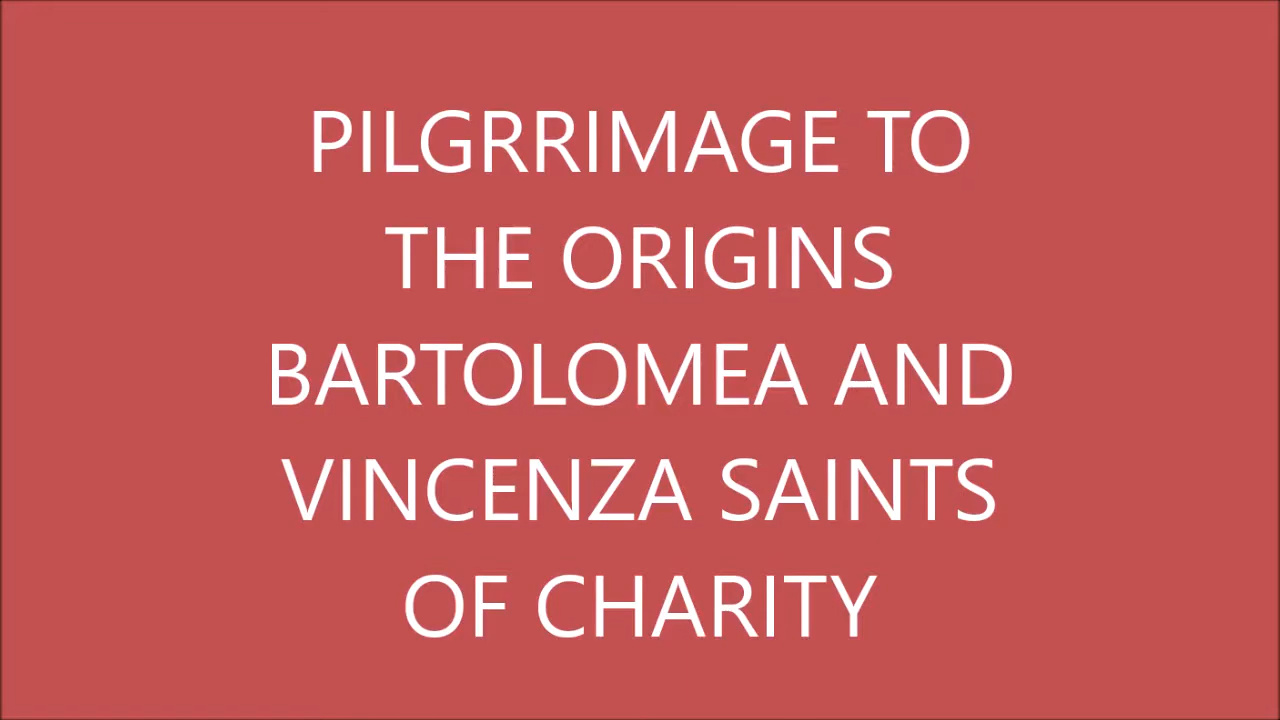 PILGRRIMAGE TO
THE ORIGINS
BARTOLOMEA AND
VINCENZA SAINTS
OF CHARITY